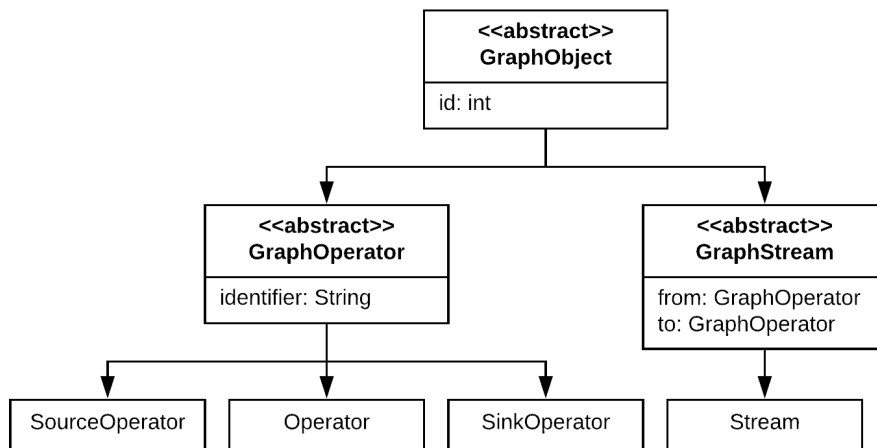 <<abstract>>
GraphObject
id: int
<<abstract>>
GraphOperator
identifier: String
<<abstract>>
GraphStream
from: GraphOperator
to: GraphOperator
SourceOperator
Operator
SinkOperator
Stream